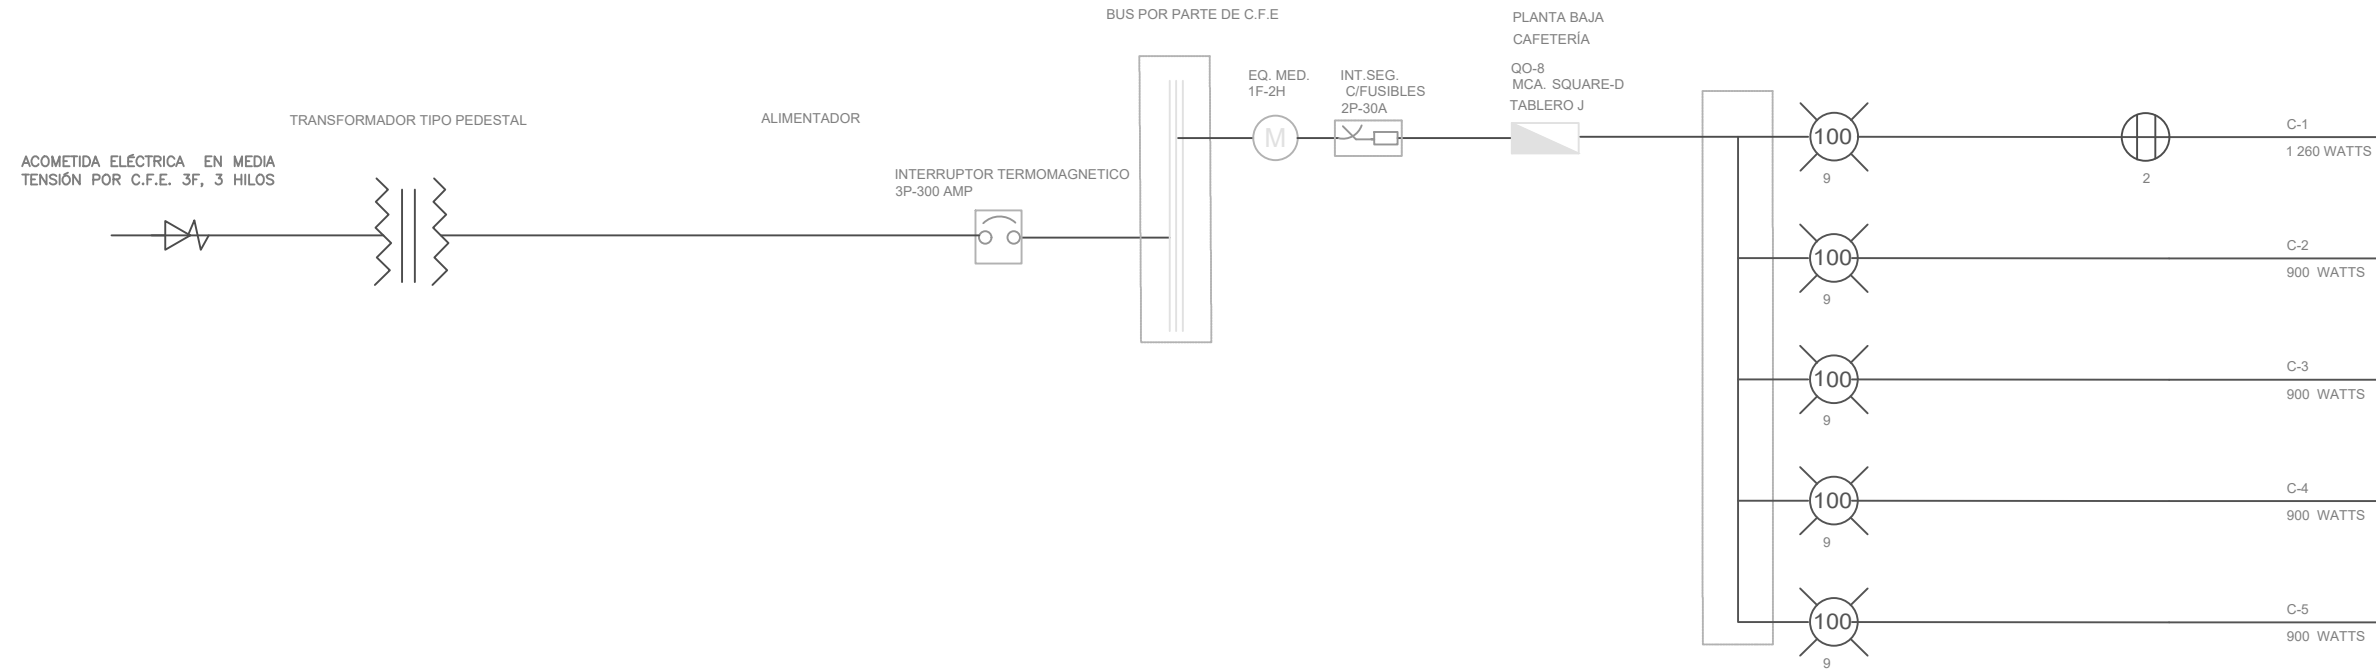 BUS POR PARTE DE C.F.E
PLANTA BAJA
CAFETERÍA
QO-8
MCA. SQUARE-D
TABLERO J
EQ. MED.
1F-2H
INT.SEG.
C/FUSIBLES
2P-30A
TRANSFORMADOR TIPO PEDESTAL
ALIMENTADOR
ACOMETIDA ELÉCTRICA EN MEDIA
TENSIÓN POR C.F.E. 3F, 3 HILOS
INTERRUPTOR TERMOMAGNETICO
3P-300 AMP
M
100
9
2
C-1
1 260 WATTS
100
9
C-2
900 WATTS
100
9
C-3
900 WATTS
100
9
C-4
900 WATTS
100
9
C-5
900 WATTS